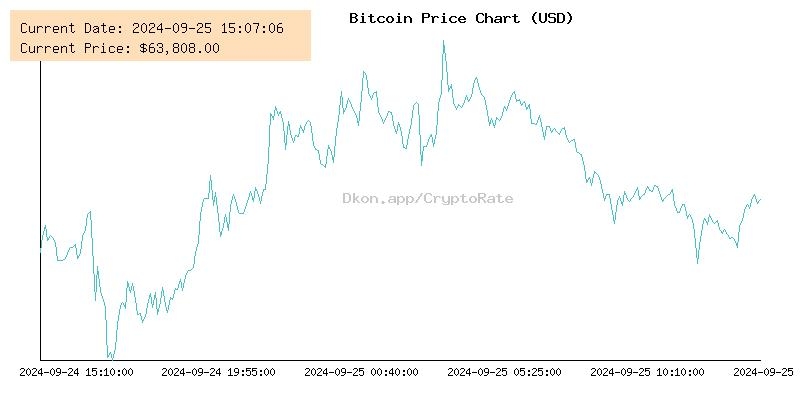 Bitcoin Price Chart (USD)
Current Date: 2024-09-25 15:07:06
Current Price: $63,808.00
Dkon.app/CryptoRate
2024-09-24 15:10:00 2024-09-24 19:55:00 2024-09-25 00:40:00 2024-09-25 05:25:00 2024-09-25 10:10:00 2024-09-25